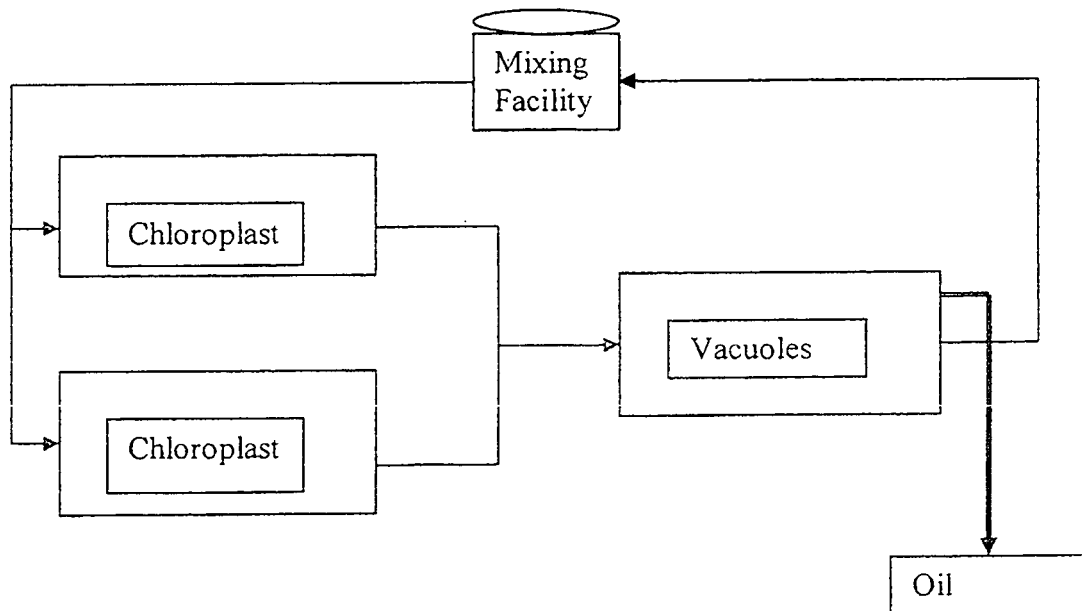 Mixing
Facility
Chloroplast
Vacuoles
Chloroplast
Oil